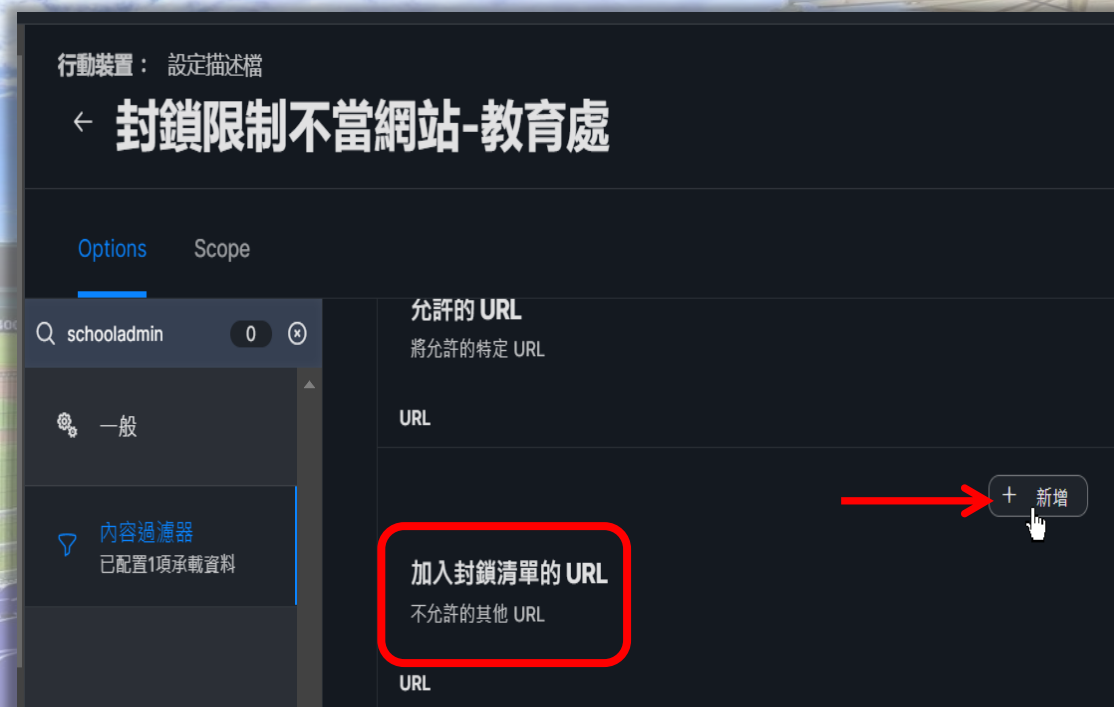 行動裝置： 設定描述檔
← 封鎖限制不當網站-教育處
Options Scope
schooladmin 0
一般
內容過濾器
已配置1項承載資料
允許的 URL
將允許的特定 URL
URL
+ 新增
加入封鎖清單的 URL
不允許的其他 URL
URL